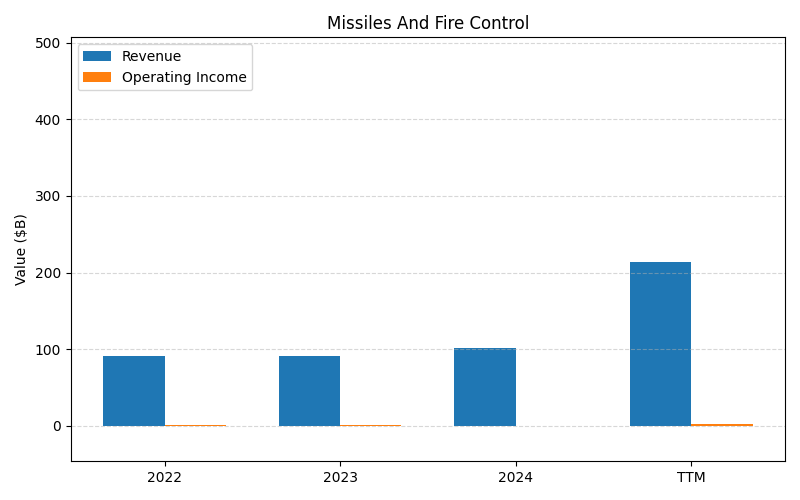 Missiles And Fire Control
Revenue
Operating Income
Value ($B)
500
400
300
200
100
0
2022
2023
2024
TTM